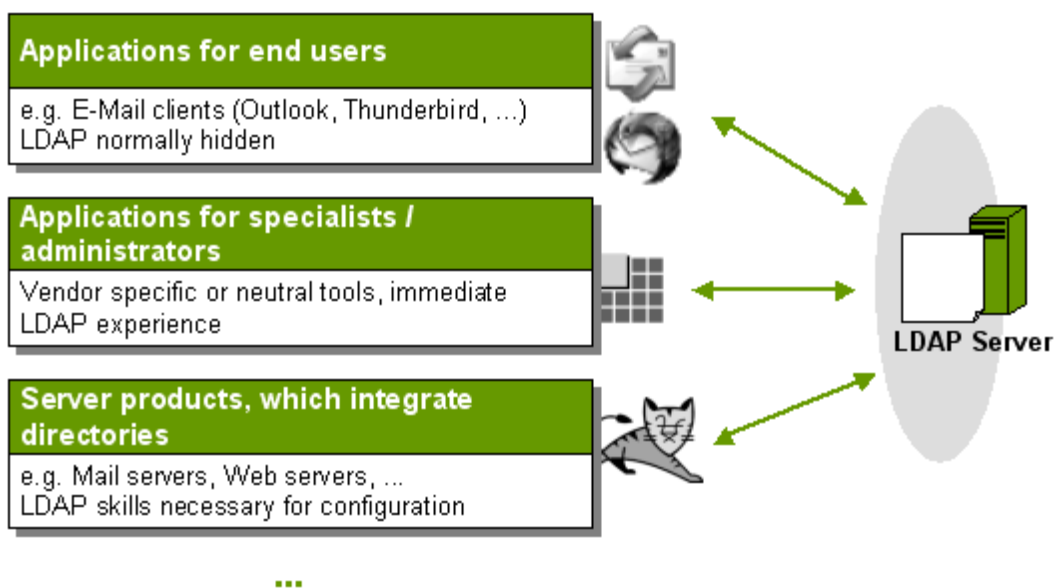 Applications for end users
e.g. E-Mail clients (Outlook, Thunderbird, ...)
LDAP normally hidden
Applications for specialists /
administrators
Vendor specific or neutral tools, immediate
LDAP experience
Server products, which integrate
directories
e.g. Mail servers, Web servers, ...
LDAP skills necessary for configuration
...
LDAP Server